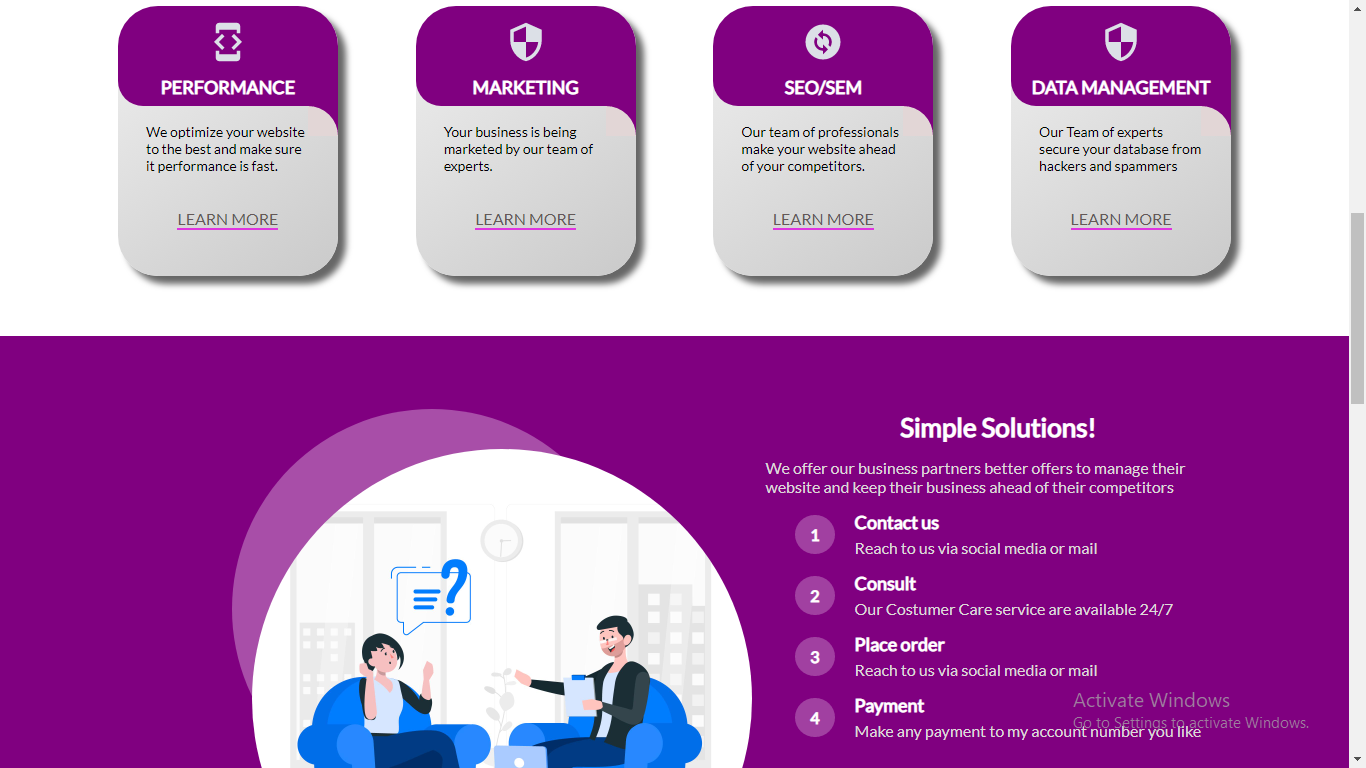 PERFORMANCE
We optimize your website
to the best and make sure
it performance is fast.
LEARN MORE
MARKETING
Your business is being
marketed by our team of
experts.
LEARN MORE
SEO/SEM
Our team of professionals
make your website ahead
of your competitors.
LEARN MORE
DATA MANAGEMENT
Our Team of experts
secure your database from
hackers and spammers
LEARN MORE
?
Simple Solutions!
We offer our business partners better offers to manage their
website and keep their business ahead of their competitors
1
Contact us
Reach to us via social media or mail
2
Consult
Our Costumer Care service are available 24/7
3
Place order
Reach to us via social media or mail
4
Payment
Make any payment to my account number you like
Activate Windows
Go to Settings to activate Windows.